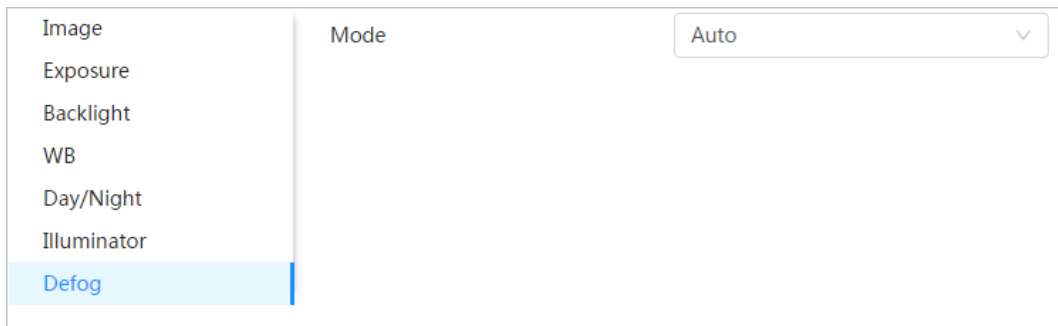 Image
Exposure
Backlight
WB
Day/Night
Illuminator
Defog
Mode
Auto